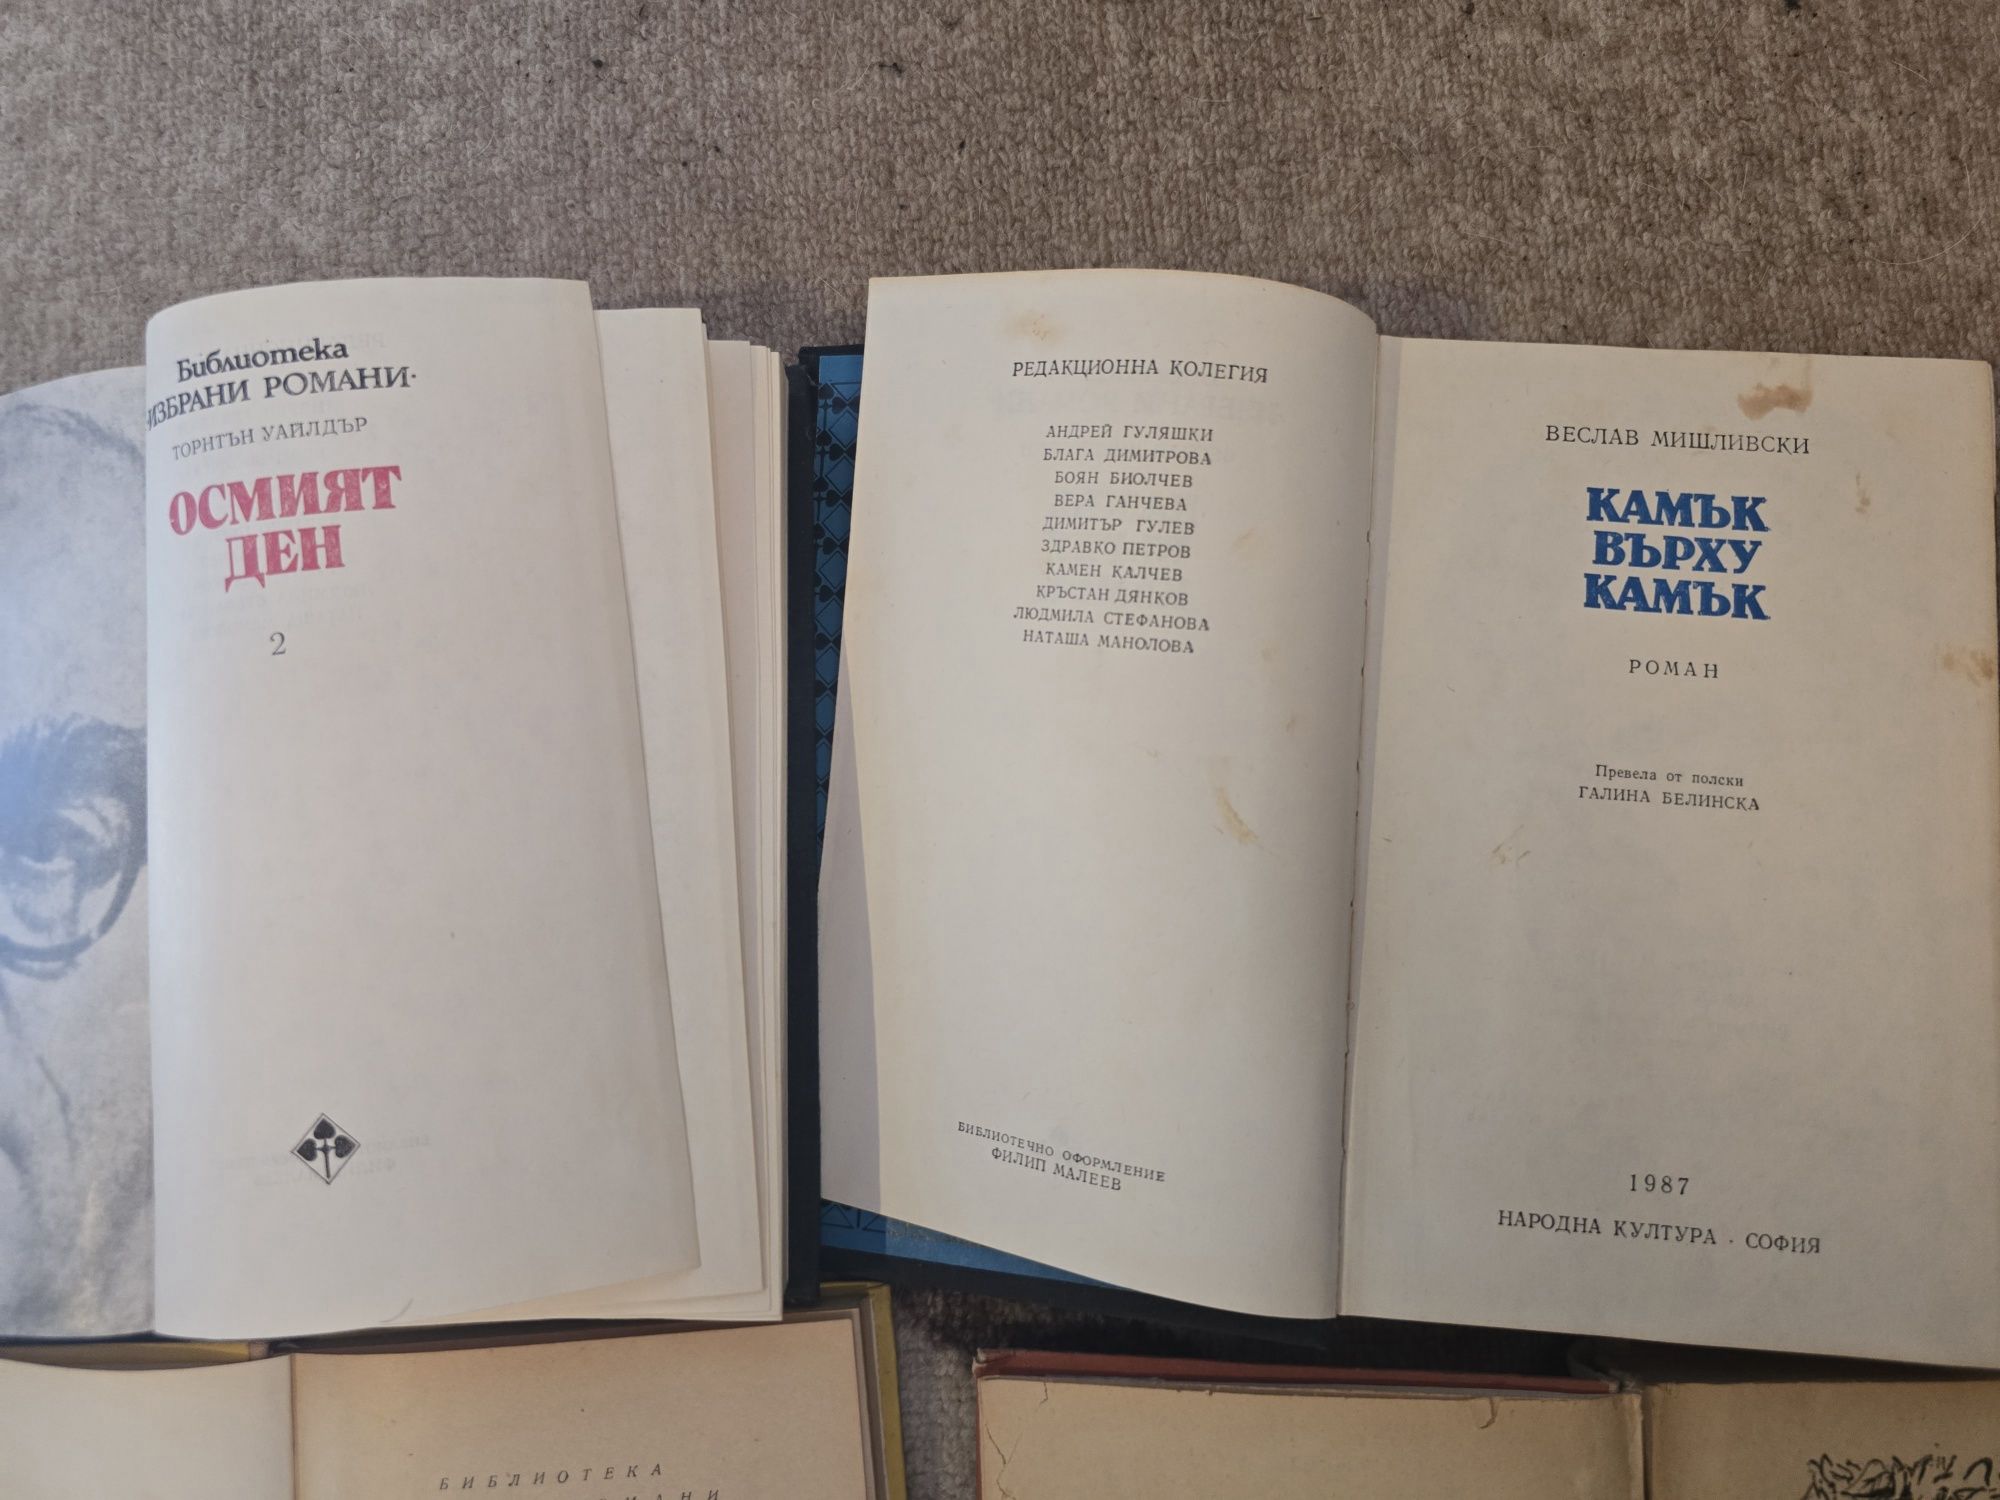 Библиотека
ИЗБРАНИ РОМАНИ·
ТОРНТЪН УАЙЛДЪР
ОСМИЯТ
ДЕН
2
РЕДАКЦИОННА КОЛЕГИЯ
АНДРЕЙ ГУЛЯШКИ
БЛАГА ДИМИТРОВА
БОЯН БИОЛЧЕВ
ВЕРА ГАНЧЕВА
ДИМИТЪР ГУЛЕВ
ЗДРАВКО ПЕТРОВ
КАМЕН КАЛЧЕВ
КРЪСТАН ДЯНКОВ
ЛЮДМИЛА СТЕФАНОВА
НАТАША МАНОЛОВА
БИБЛИОТЕЧНО ОФОРМЛЕНИЕ
ФИЛИП МАЛЕЕВ
ВЕСЛАВ МИШЛИВСКИ
КАМЪК
ВЪРХУ
КАМЪК
РОМАН
Превела от полски
ГАЛИНА БЕЛИНСКА
1987
НАРОДНА КУЛТУРА · СОФИЯ
БИБЛИОТЕКА